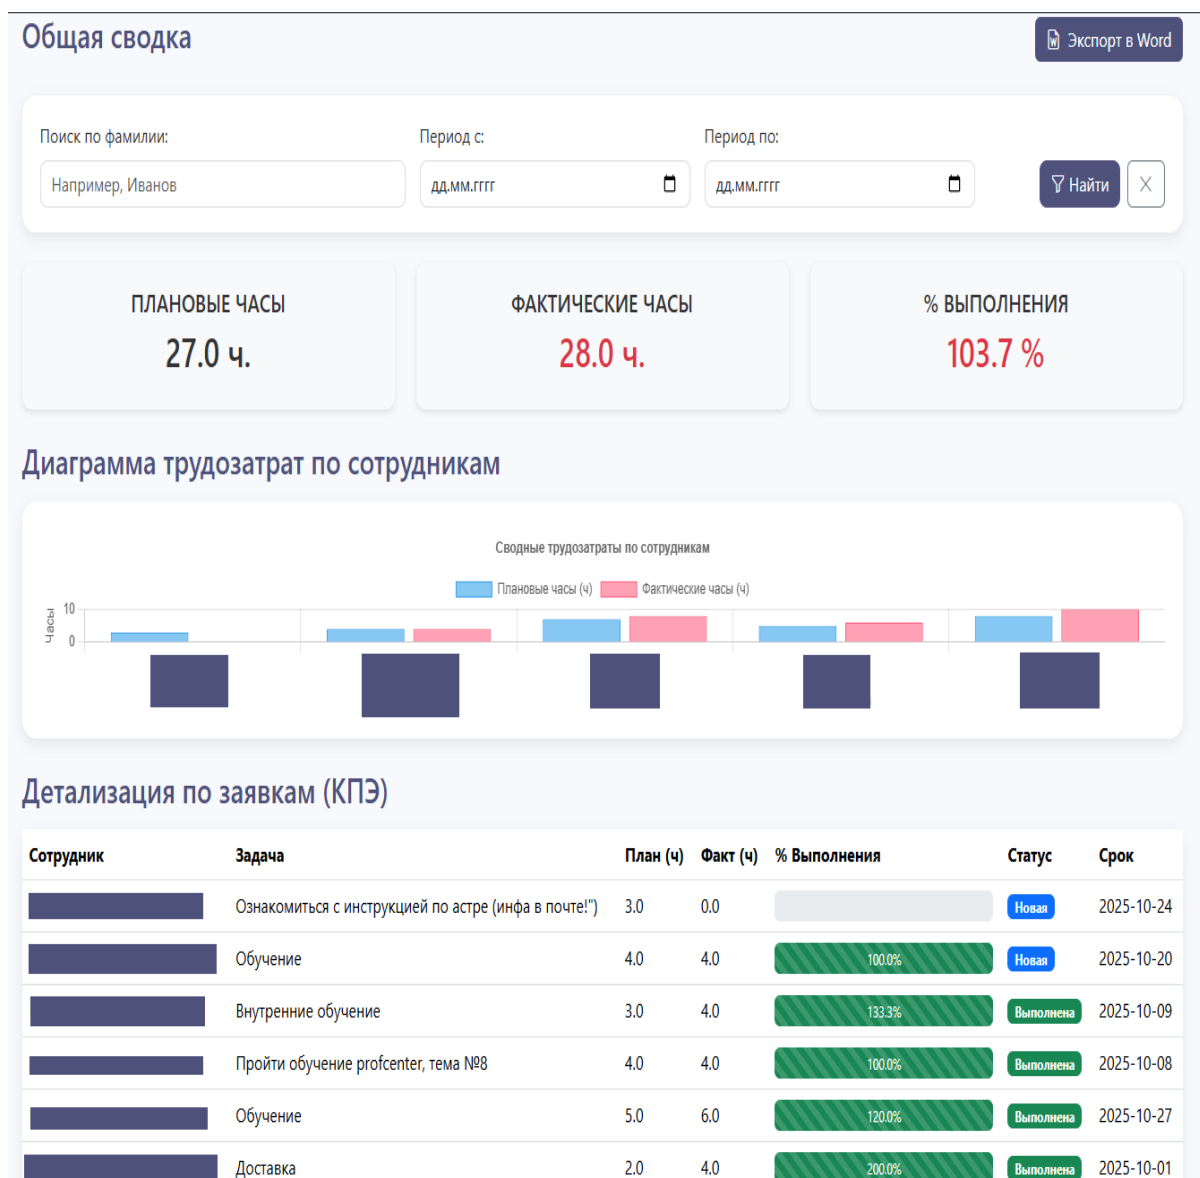 Общая сводка
Экспорт в Word
Поиск по фамилии:
Период с:
Период по:
Например, Иванов
дд.мм.гггг
дд.мм.гггг
Найти
X
ПЛАНОВЫЕ ЧАСЫ
ФАКТИЧЕСКИЕ ЧАСЫ
% ВЫПОЛНЕНИЯ
27.0 ч.
28.0 ч.
103.7 %
Диаграмма трудозатрат по сотрудникам
Сводные трудозатраты по сотрудникам
Плановые часы (ч)
Фактические часы (ч)
Часы
10
0
Детализация по заявкам (КПЭ)
Сотрудник Задача План (ч) Факт (ч) % Выполнения Статус Срок
Ознакомиться с инструкцией по астре (инфа в почте!") 3.0 0.0 Новая 2025-10-24
Обучение 4.0 4.0 100.0% Новая 2025-10-20
Внутренние обучение 3.0 4.0 133.3% Выполнена 2025-10-09
Пройти обучение profcenter, тема №8 4.0 4.0 100.0% Выполнена 2025-10-08
Обучение 5.0 6.0 120.0% Выполнена 2025-10-27
Доставка 2.0 4.0 200.0% Выполнена 2025-10-01